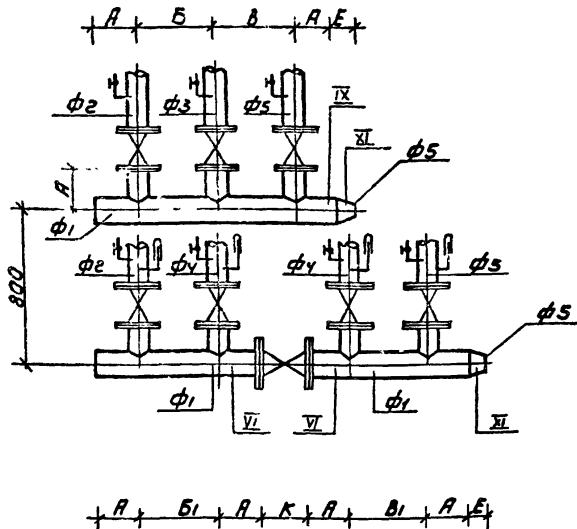 А Б В А Е
ф2 ф3 ф5 IX
XI ф5
А
ф1
800
ф2 ф4 ф4 ф3
ф5
ф1 VI VI ф1 XI
А Б1 А К А В1 А Е